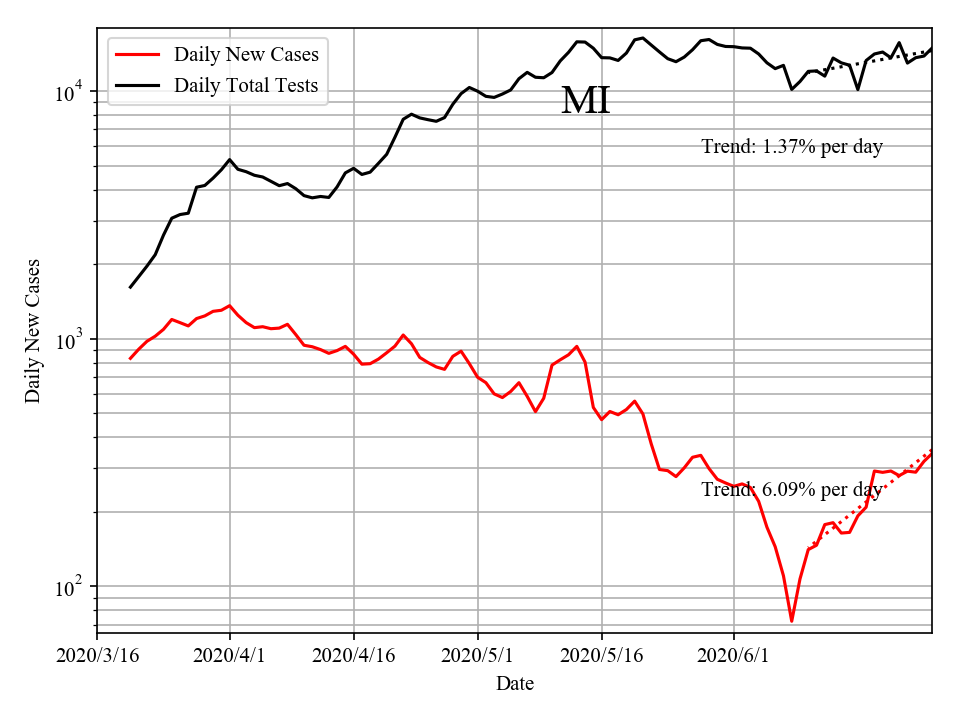 Daily New Cases
Daily Total Tests
MI
Trend: 1.37% per day
Trend: 6.09% per day
10^4
10^3
10^2
Daily New Cases
2020/3/16 2020/4/1 2020/4/16 2020/5/1 2020/5/16 2020/6/1
Date